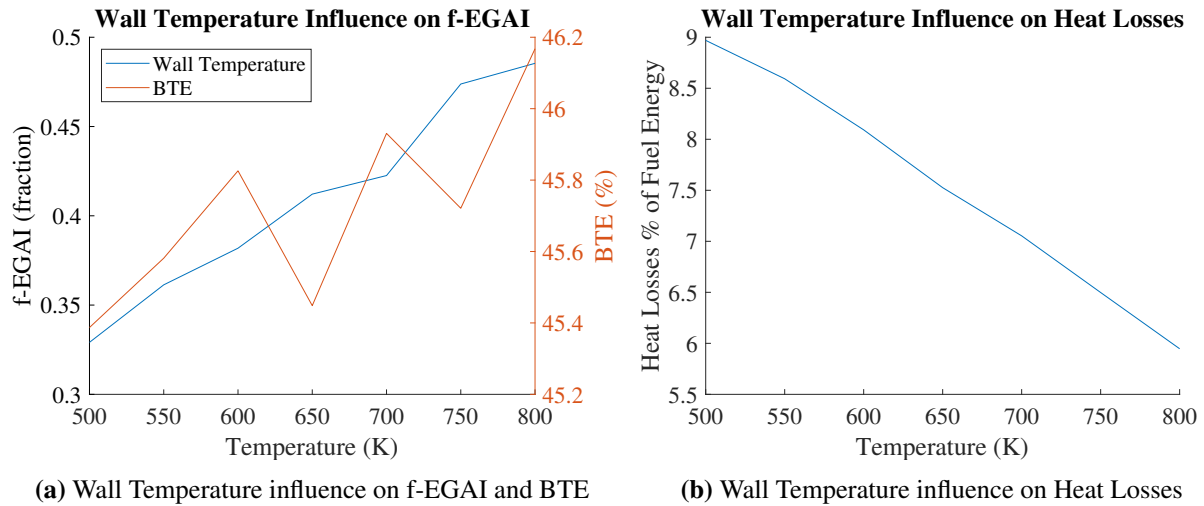 Wall Temperature Influence on f-EGAI
0.5
0.45
0.4
0.35
0.3
f-EGAI (fraction)
Wall Temperature
BTE
46.2
46
45.8
45.6
45.4
45.2
BTE (%)
500 550 600 650 700 750 800
Temperature (K)
(a) Wall Temperature influence on f-EGAI and BTE
Wall Temperature Influence on Heat Losses
9
8.5
8
7.5
7
6.5
6
5.5
Heat Losses % of Fuel Energy
500 550 600 650 700 750 800
Temperature (K)
(b) Wall Temperature influence on Heat Losses